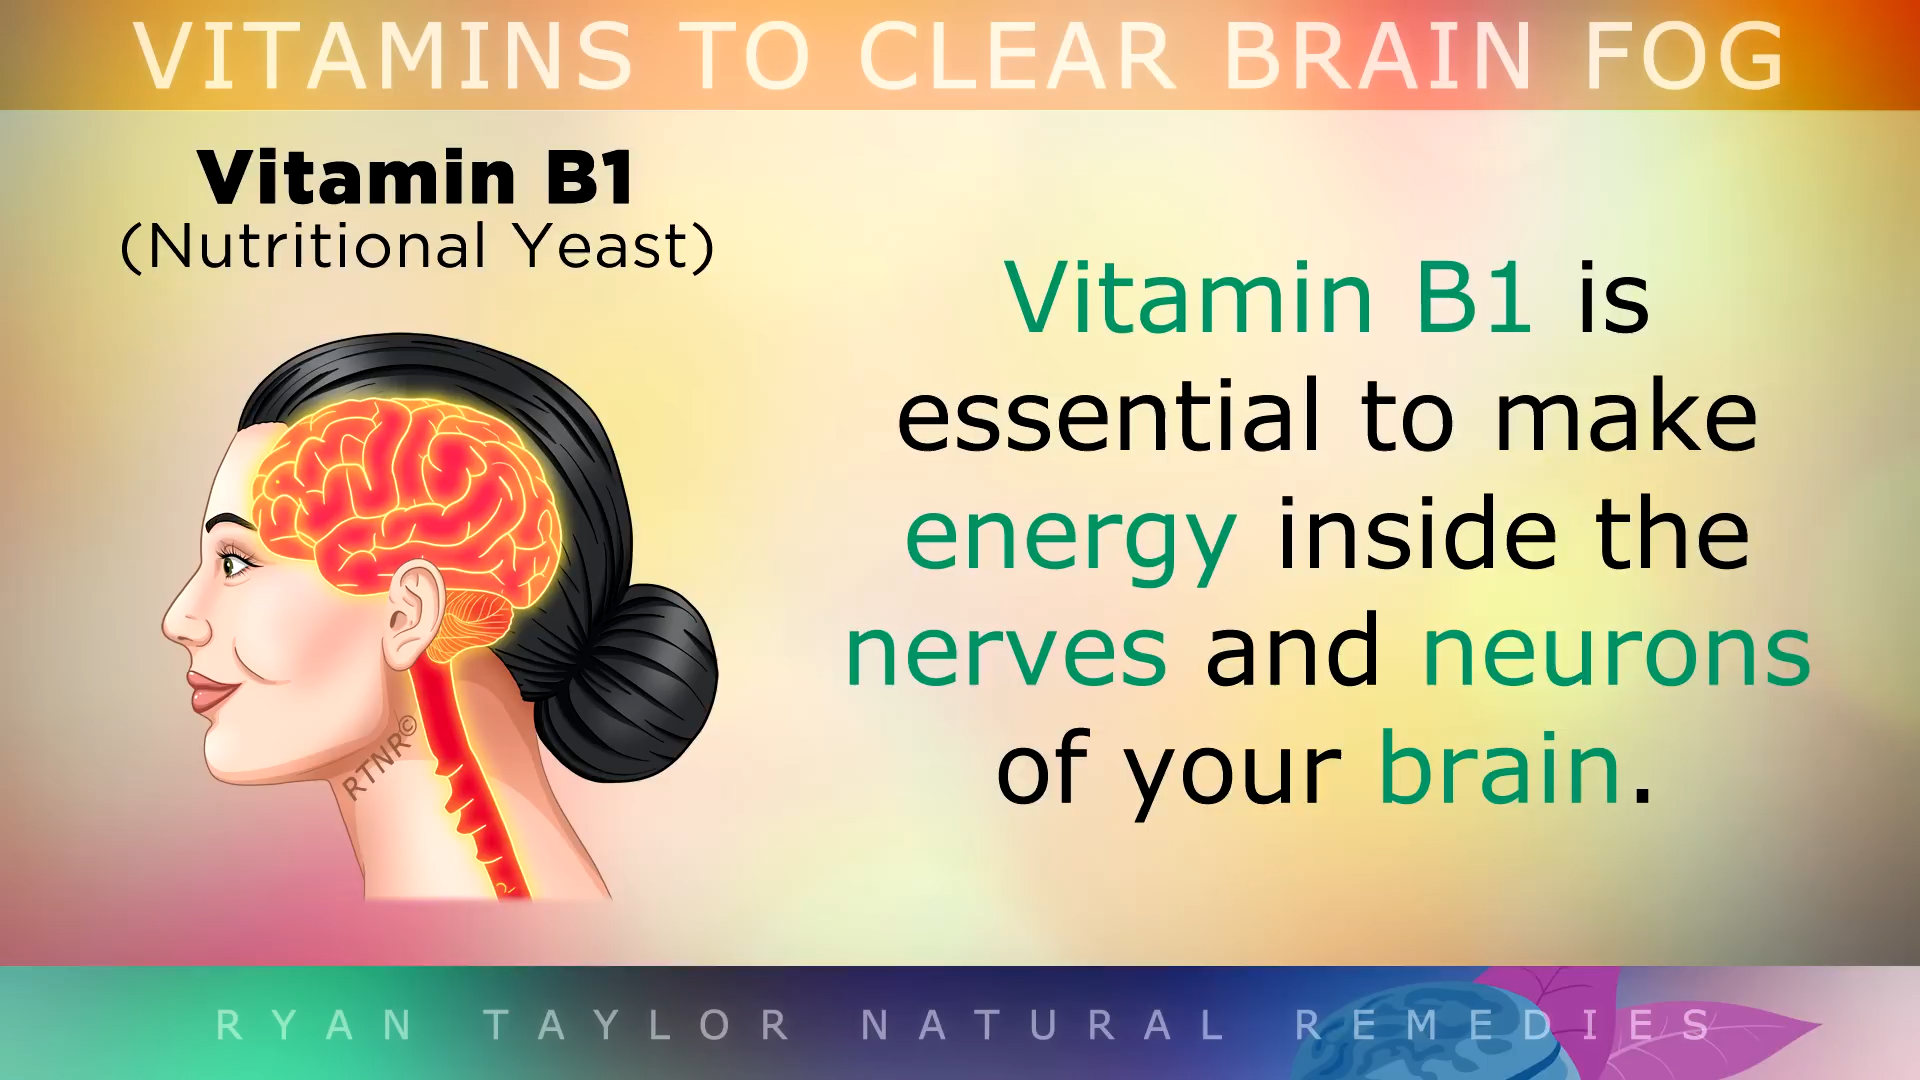 VITAMINS TO CLEAR BRAIN FOG
Vitamin B1
(Nutritional Yeast)
Vitamin B1 is
essential to make
energy inside the
nerves and neurons
of your brain.
RTNR©
RYAN TAYLOR NATURAL REMEDIES